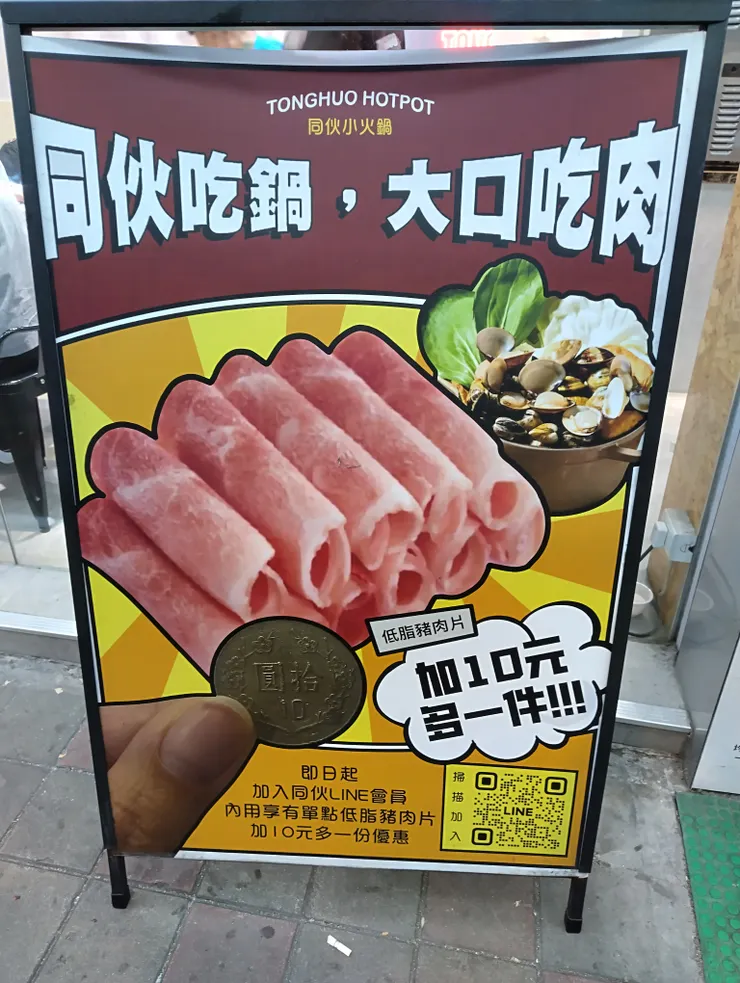 TONGHUO HOTPOT
同伙小火鍋
同伙吃鍋，大口吃肉
低脂豬肉片
加10元
多一件!!!
圓拾
10
即日起
加入同伙LINE會員
內用享有單點低脂豬肉片
加10元多一份優惠
掃描加入
LINE